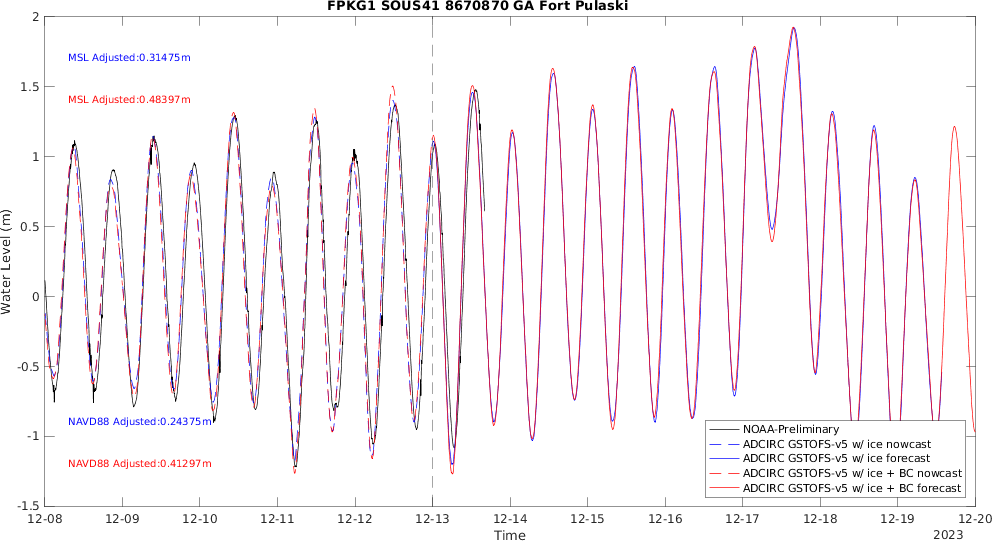 FPKG1 SOUS41 8670870 GA Fort Pulaski
2
MSL Adjusted:0.31475m
1.5
MSL Adjusted:0.48397m
1
0.5
Water Level (m)
0
-0.5
NAVD88 Adjusted:0.24375m
-1
NAVD88 Adjusted:0.41297m
-1.5
NOAA-Preliminary
ADCIRC GSTOFS-v5 w/ ice nowcast
ADCIRC GSTOFS-v5 w/ ice forecast
ADCIRC GSTOFS-v5 w/ ice + BC nowcast
ADCIRC GSTOFS-v5 w/ ice + BC forecast
12-08 12-09 12-10 12-11 12-12 12-13 12-14 12-15 12-16 12-17 12-18 12-19 12-20
Time
2023